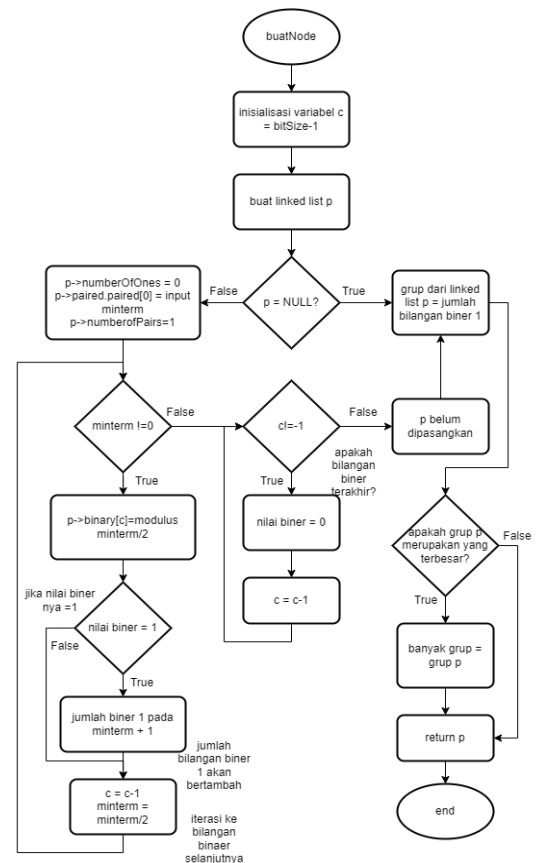 buatNode
inisialisasi variabel c
= bitSize-1
buat linked list p
p = NULL?
False
True
p->numberOfOnes = 0
p->paired.paired[0] = input
minterm
p->numberofPairs=1
grup dari linked
list p = jumlah
bilangan biner 1
minterm !=0
False
True
c!=-1
False
True
apakah
bilangan
biner
terakhir?
p belum
dipasangkan
p->binary[c]=modulus
minterm/2
nilai biner = 0
c = c-1
apakah grup p
merupakan yang
terbesar?
False
True
jika nilai biner
nya =1
nilai biner = 1
False
True
banyak grup =
grup p
jumlah biner 1 pada
minterm + 1
jumlah
bilangan biner
1 akan
bertambah
return p
c = c-1
minterm =
minterm/2
iterasi ke
bilangan
binaer
selanjutnya
end